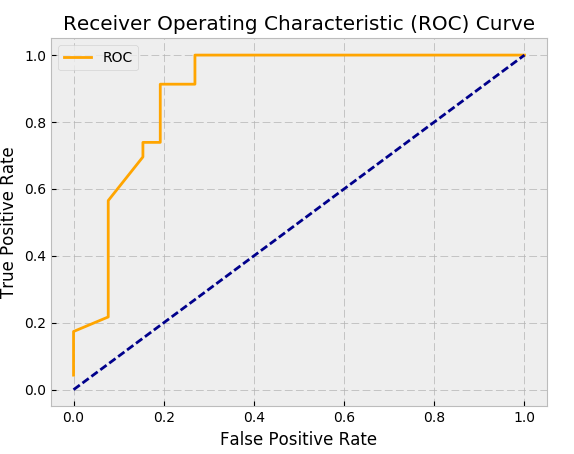 Receiver Operating Characteristic (ROC) Curve
ROC
True Positive Rate
1.0
0.8
0.6
0.4
0.2
0.0
0.0 0.2 0.4 0.6 0.8 1.0
False Positive Rate